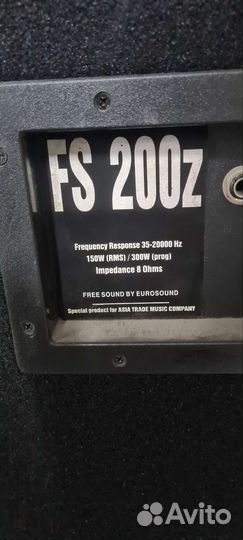 FS 200z
Frequency Response 35-20000 Hz
150W (RMS) / 300W (prog)
Impedance 8 Ohms
FREE SOUND BY EUROSOUND
Special product for ASIA TRADE MUSIC COMPANY
Avito